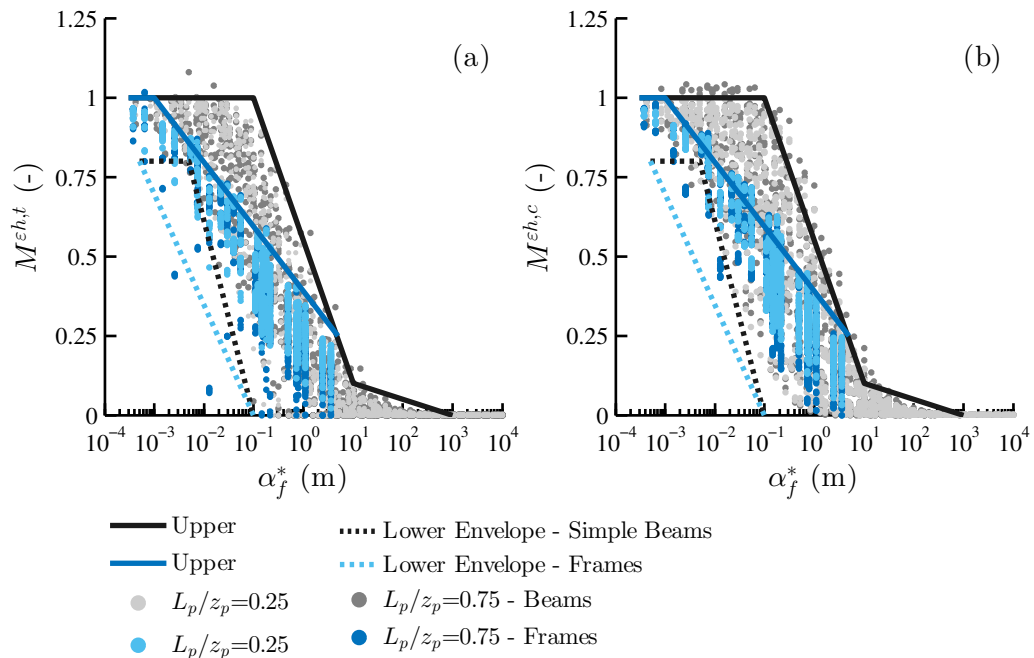 1.25
1
0.75
0.5
0.25
0
M^{εh,t} (-)
(a)
10^{-4} 10^{-3} 10^{-2} 10^{-1} 10^{0} 10^{1} 10^{2} 10^{3} 10^{4}
α_f^* (m)
1.25
1
0.75
0.5
0.25
0
M^{εh,c} (-)
(b)
10^{-4} 10^{-3} 10^{-2} 10^{-1} 10^{0} 10^{1} 10^{2} 10^{3} 10^{4}
α_f^* (m)
Upper
Upper
L_p/z_p=0.25
L_p/z_p=0.25
Lower Envelope - Simple Beams
Lower Envelope - Frames
L_p/z_p=0.75 - Beams
L_p/z_p=0.75 - Frames